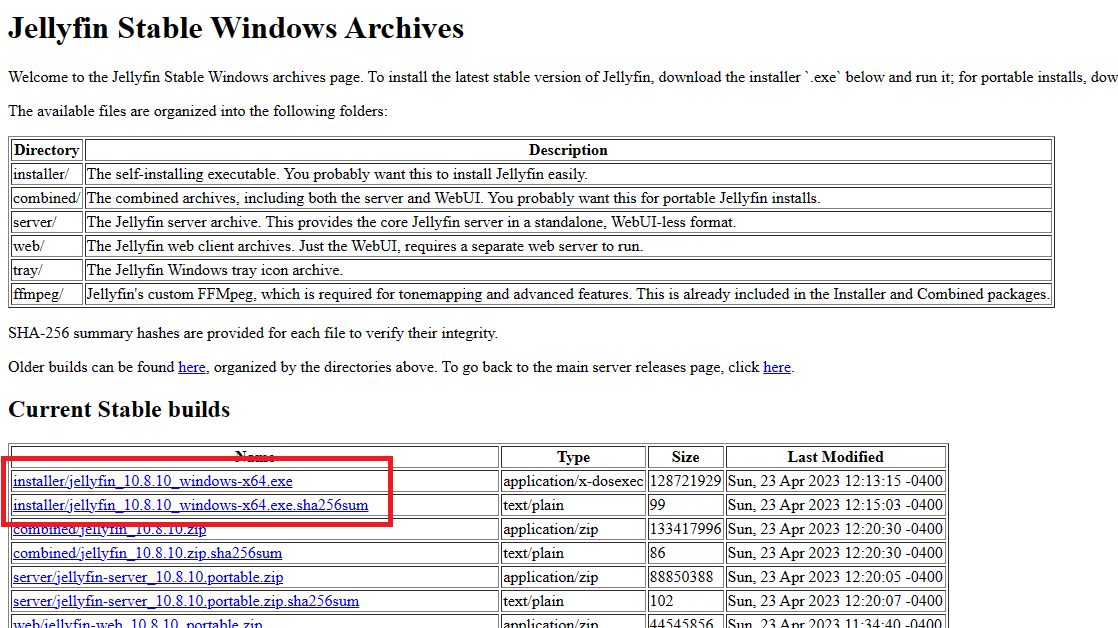 Jellyfin Stable Windows Archives
Welcome to the Jellyfin Stable Windows archives page. To install the latest stable version of Jellyfin, download the installer `.exe` below and run it; for portable installs, dow
The available files are organized into the following folders:
Directory Description
installer/ The self-installing executable. You probably want this to install Jellyfin easily.
combined/ The combined archives, including both the server and WebUI. You probably want this for portable Jellyfin installs.
server/ The Jellyfin server archive. This provides the core Jellyfin server in a standalone, WebUI-less format.
web/ The Jellyfin web client archives. Just the WebUI, requires a separate web server to run.
tray/ The Jellyfin Windows tray icon archive.
ffmpeg/ Jellyfin's custom FFMpeg, which is required for tonemapping and advanced features. This is already included in the Installer and Combined packages.
SHA-256 summary hashes are provided for each file to verify their integrity.
Older builds can be found here, organized by the directories above. To go back to the main server releases page, click here.
Current Stable builds
Name Type Size Last Modified
installer/jellyfin_10.8.10_windows-x64.exe application/x-dosexec 128721929 Sun, 23 Apr 2023 12:13:15 -0400
installer/jellyfin_10.8.10_windows-x64.exe.sha256sum text/plain 99 Sun, 23 Apr 2023 12:15:03 -0400
combined/jellyfin_10.8.10.zip application/zip 133417996 Sun, 23 Apr 2023 12:20:30 -0400
combined/jellyfin_10.8.10.zip.sha256sum text/plain 86 Sun, 23 Apr 2023 12:20:30 -0400
server/jellyfin-server_10.8.10.portable.zip application/zip 88850388 Sun, 23 Apr 2023 12:20:05 -0400
server/jellyfin-server_10.8.10.portable.zip.sha256sum text/plain 102 Sun, 23 Apr 2023 12:20:07 -0400
web/jellyfin-web_10.8.10_portable.zip application/zip 44545856 Sun, 23 Apr 2023 11:34:40 -0400